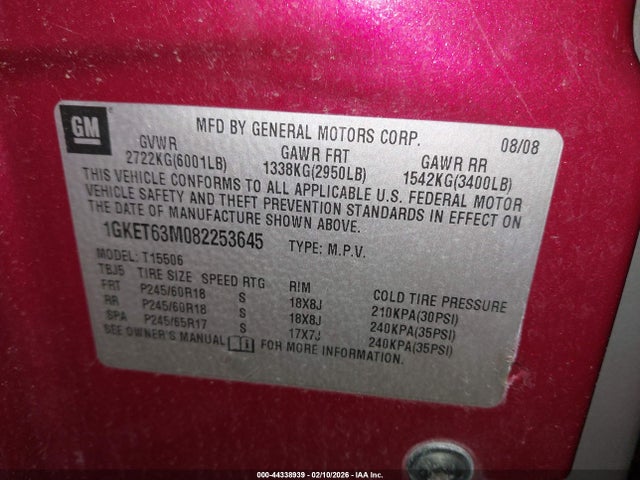 GM
MFD BY GENERAL MOTORS CORP. 08/08
GVWR GAWR FRT GAWR RR
2722KG(6001LB) 1338KG(2950LB) 1542KG(3400LB)
THIS VEHICLE CONFORMS TO ALL APPLICABLE U.S. FEDERAL MOTOR
VEHICLE SAFETY AND THEFT PREVENTION STANDARDS IN EFFECT ON
THE DATE OF MANUFACTURE SHOWN ABOVE.
1GKET63M082253645 TYPE: M.P.V.
MODEL: T15506
TBJ5 TIRE SIZE SPEED RTG RIM COLD TIRE PRESSURE
FRT P245/60R18 S 18X8J 210KPA(30PSI)
RR P245/60R18 S 18X8J 240KPA(35PSI)
SPA P245/65R17 S 17X7J 240KPA(35PSI)
SEE OWNER'S MANUAL FOR MORE INFORMATION.
000-44338939 - 02/10/2026 - IAA Inc.